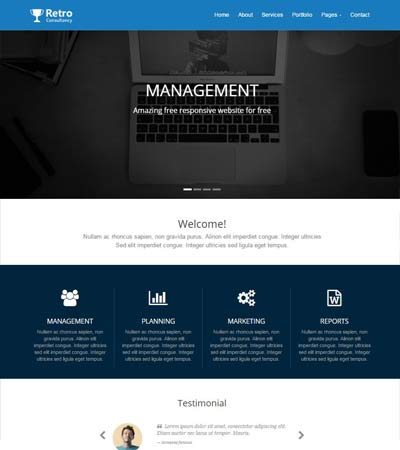 Retro
Consultancy
Home About Services Portfolio Pages Contact
MANAGEMENT
Amazing free responsive website for free
Welcome!
Nullam ac rhoncus sapien, non gravida purus. Alinon elit imperdiet congue. Integer ultricies
Sed elit imperdiet congue. Integer ultricies sed ligula eget tempus.
MANAGEMENT
Nullam ac rhoncus sapien, non
gravida purus. Alinon elit
imperdiet congue. Integer ultricies
sed elit imperdiet congue. Integer
ultricies sed ligula eget tempus.
PLANNING
Nullam ac rhoncus sapien, non
gravida purus. Alinon elit
imperdiet congue. Integer ultricies
sed elit imperdiet congue. Integer
ultricies sed ligula eget tempus.
MARKETING
Nullam ac rhoncus sapien, non
gravida purus. Alinon elit
imperdiet congue. Integer ultricies
sed elit imperdiet congue. Integer
ultricies sed ligula eget tempus.
REPORTS
Nullam ac rhoncus sapien, non
gravida purus. Alinon elit
imperdiet congue. Integer ultricies
sed elit imperdiet congue. Integer
ultricies sed ligula eget tempus.
Testimonial
Lorem ipsum dolor sit amet, consectetur adipiscing elit.
Etiam auctor nec lacus ut tempor. Mauris.